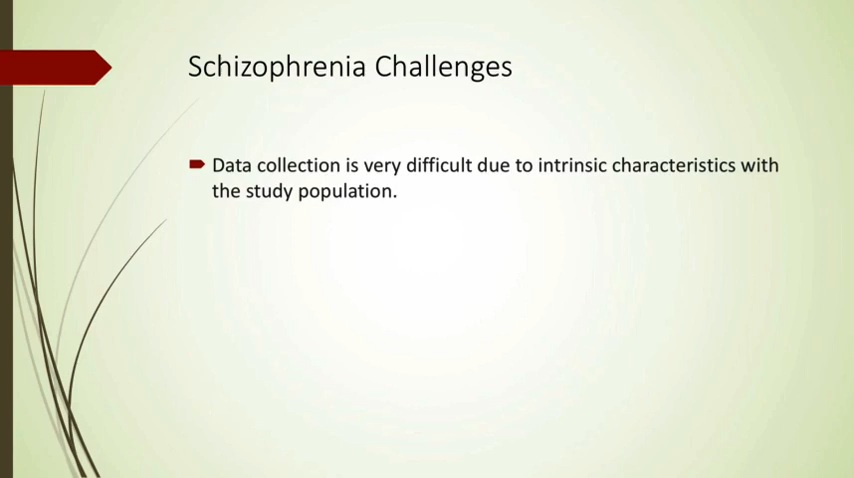 Schizophrenia Challenges
Data collection is very difficult due to intrinsic characteristics with
the study population.